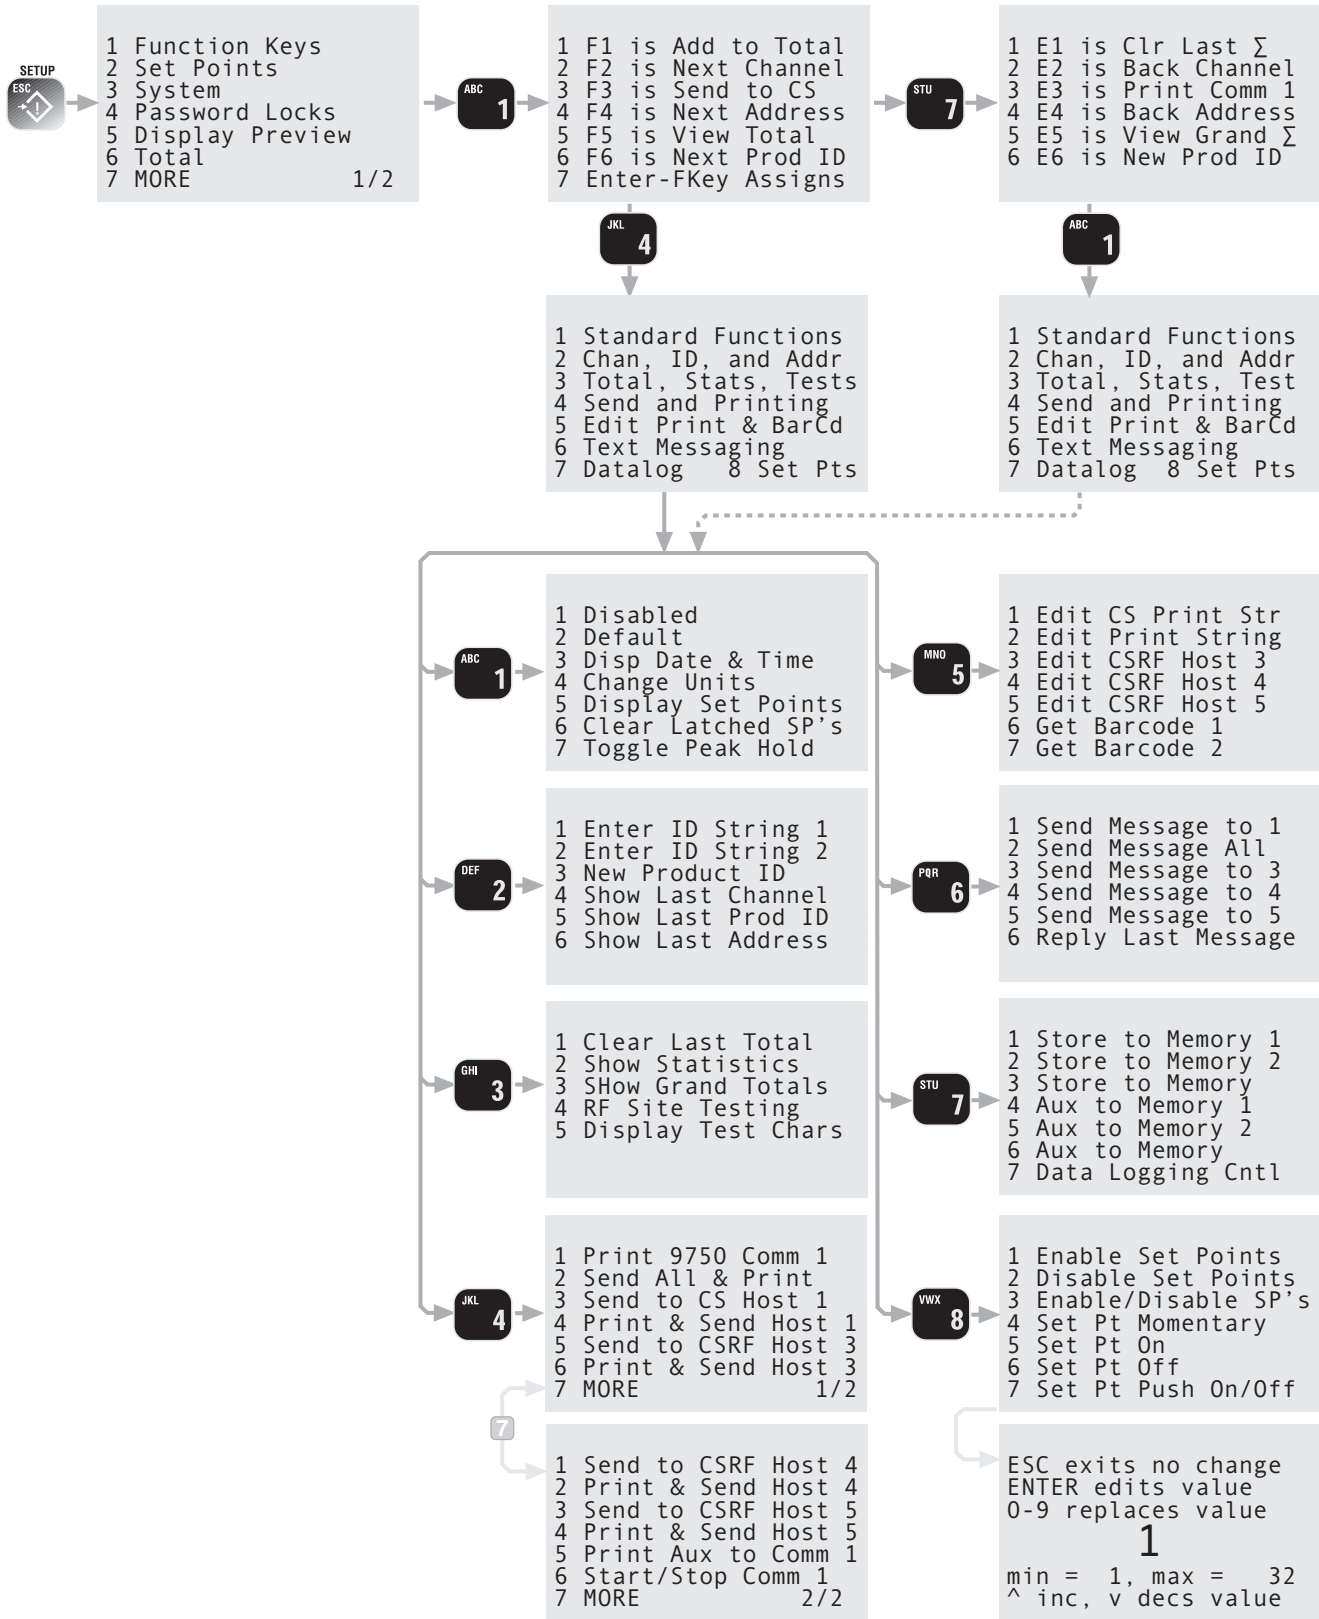 SETUP
ESC
1 Function Keys
2 Set Points
3 System
4 Password Locks
5 Display Preview
6 Total
7 MORE 1/2
ABC 1
1 F1 is Add to Total
2 F2 is Next Channel
3 F3 is Send to CS
4 F4 is Next Address
5 F5 is View Total
6 F6 is Next Prod ID
7 Enter-FKey Assigns
STU 7
1 E1 is Clr Last Σ
2 E2 is Back Channel
3 E3 is Print Comm 1
4 E4 is Back Address
5 E5 is View Grand Σ
6 E6 is New Prod ID
JKL 4
ABC 1
1 Standard Functions
2 Chan, ID, and Addr
3 Total, Stats, Tests
4 Send and Printing
5 Edit Print & BarCd
6 Text Messaging
7 Datalog 8 Set Pts
1 Standard Functions
2 Chan, ID, and Addr
3 Total, Stats, Test
4 Send and Printing
5 Edit Print & BarCd
6 Text Messaging
7 Datalog 8 Set Pts
ABC 1
1 Disabled
2 Default
3 Disp Date & Time
4 Change Units
5 Display Set Points
6 Clear Latched SP's
7 Toggle Peak Hold
MNO 5
1 Edit CS Print Str
2 Edit Print String
3 Edit CSRF Host 3
4 Edit CSRF Host 4
5 Edit CSRF Host 5
6 Get Barcode 1
7 Get Barcode 2
DEF 2
1 Enter ID String 1
2 Enter ID String 2
3 New Product ID
4 Show Last Channel
5 Show Last Prod ID
6 Show Last Address
PQR 6
1 Send Message to 1
2 Send Message All
3 Send Message to 3
4 Send Message to 4
5 Send Message to 5
6 Reply Last Message
GHI 3
1 Clear Last Total
2 Show Statistics
3 SHow Grand Totals
4 RF Site Testing
5 Display Test Chars
STU 7
1 Store to Memory 1
2 Store to Memory 2
3 Store to Memory
4 Aux to Memory 1
5 Aux to Memory 2
6 Aux to Memory
7 Data Logging Cntl
JKL 4
1 Print 9750 Comm 1
2 Send All & Print
3 Send to CS Host 1
4 Print & Send Host 1
5 Send to CSRF Host 3
6 Print & Send Host 3
7 MORE 1/2
VWX 8
1 Enable Set Points
2 Disable Set Points
3 Enable/Disable SP's
4 Set Pt Momentary
5 Set Pt On
6 Set Pt Off
7 Set Pt Push On/Off
7
1 Send to CSRF Host 4
2 Print & Send Host 4
3 Send to CSRF Host 5
4 Print & Send Host 5
5 Print Aux to Comm 1
6 Start/Stop Comm 1
7 MORE 2/2
ESC exits no change
ENTER edits value
0-9 replaces value
1
min = 1, max = 32
^ inc, v decs value